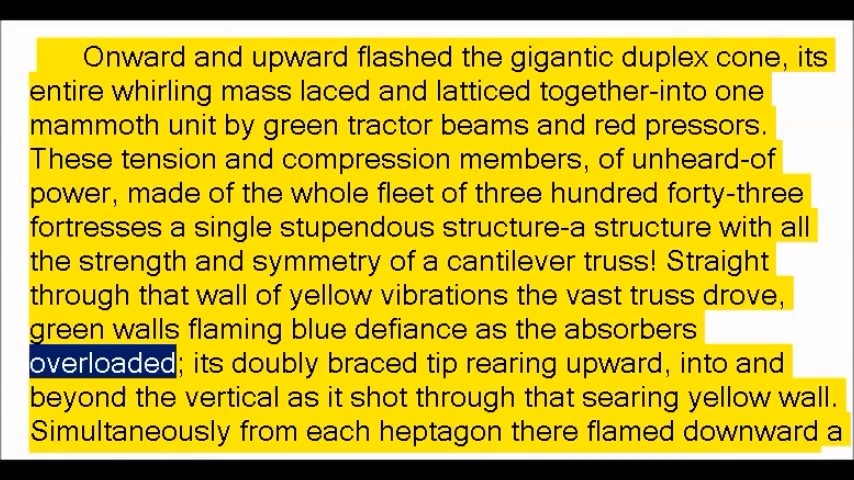 Onward and upward flashed the gigantic duplex cone, its
entire whirling mass laced and latticed together-into one
mammoth unit by green tractor beams and red pressors.
These tension and compression members, of unheard-of
power, made of the whole fleet of three hundred forty-three
fortresses a single stupendous structure-a structure with all
the strength and symmetry of a cantilever truss! Straight
through that wall of yellow vibrations the vast truss drove,
green walls flaming blue defiance as the absorbers
overloaded; its doubly braced tip rearing upward, into and
beyond the vertical as it shot through that searing yellow wall.
Simultaneously from each heptagon there flamed downward a